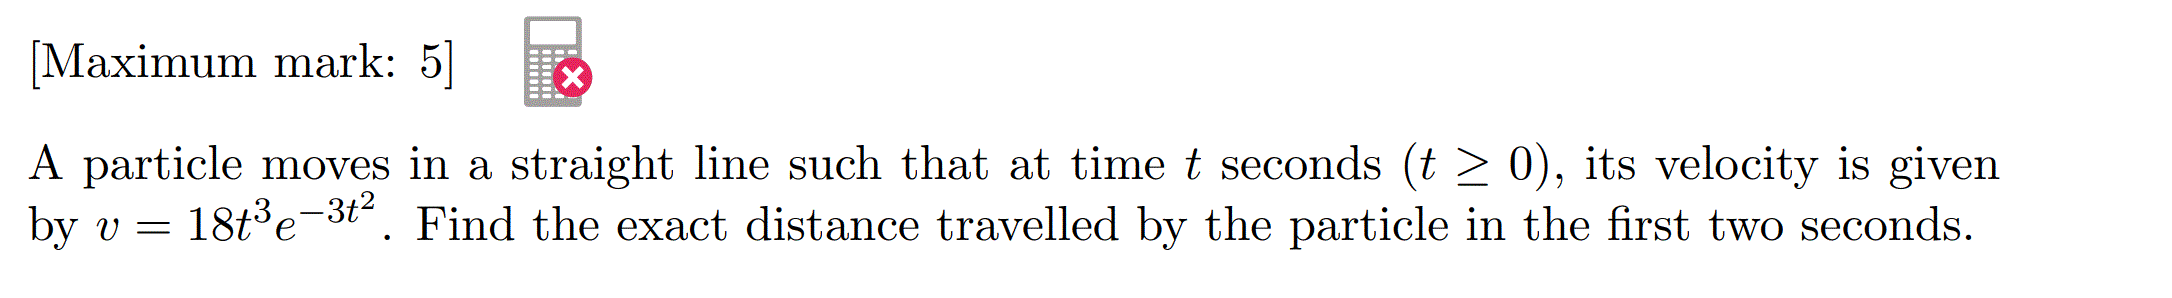 [Maximum mark: 5]
A particle moves in a straight line such that at time t seconds (t ≥ 0), its velocity is given
by v = 18t³e^{-3t²}. Find the exact distance travelled by the particle in the first two seconds.